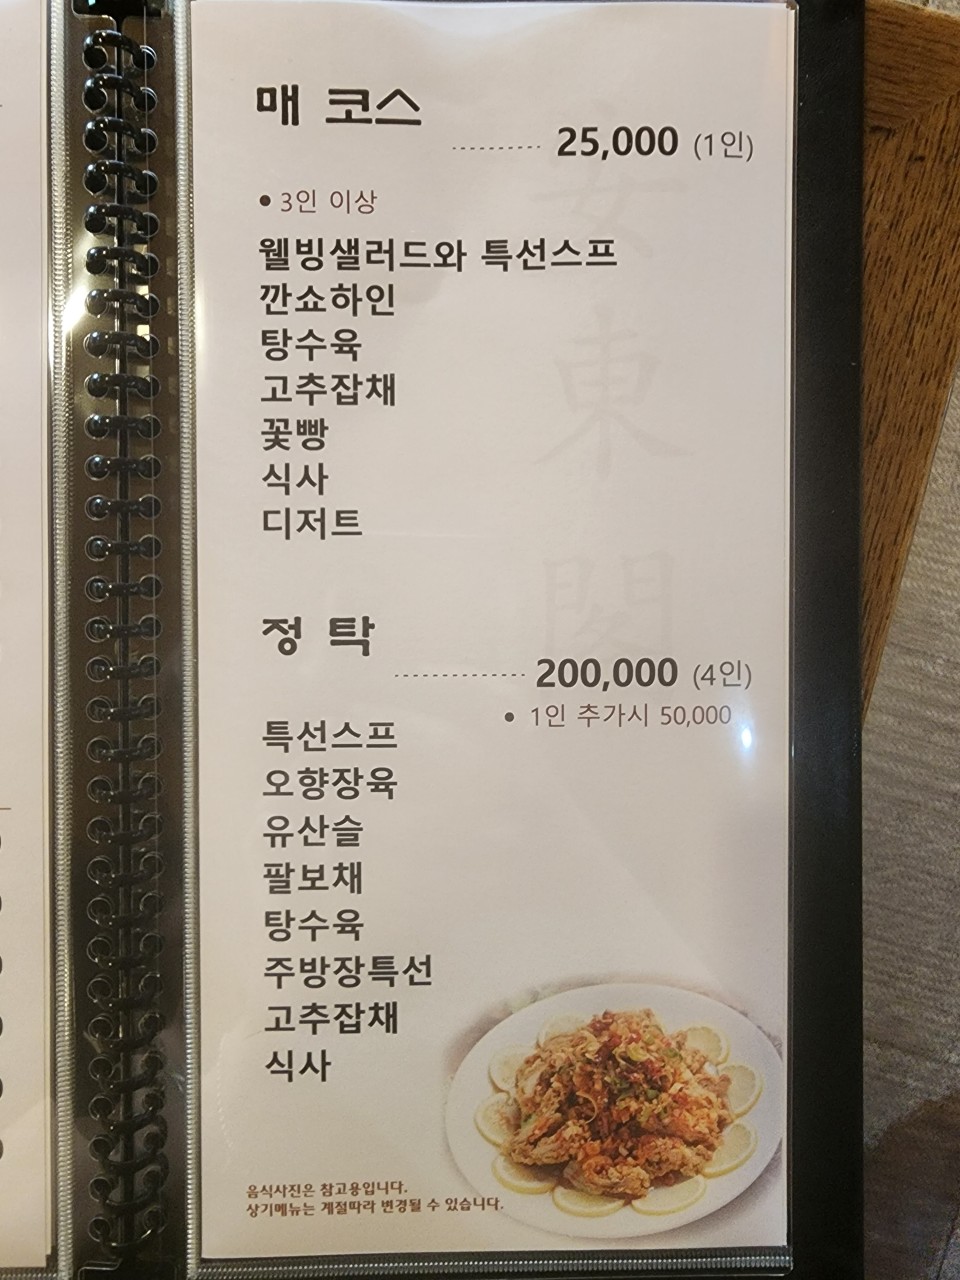 매 코스
25,000 (1인)
• 3인 이상
웰빙샐러드와 특선스프
깐쇼하인
탕수육
고추잡채
꽃빵
식사
디저트
정 탁
200,000 (4인)
• 1인 추가시 50,000
특선스프
오향장육
유산슬
팔보채
탕수육
주방장특선
고추잡채
식사
음식사진은 참고용입니다.
상기메뉴는 계절따라 변경될 수 있습니다.
安
東
閣